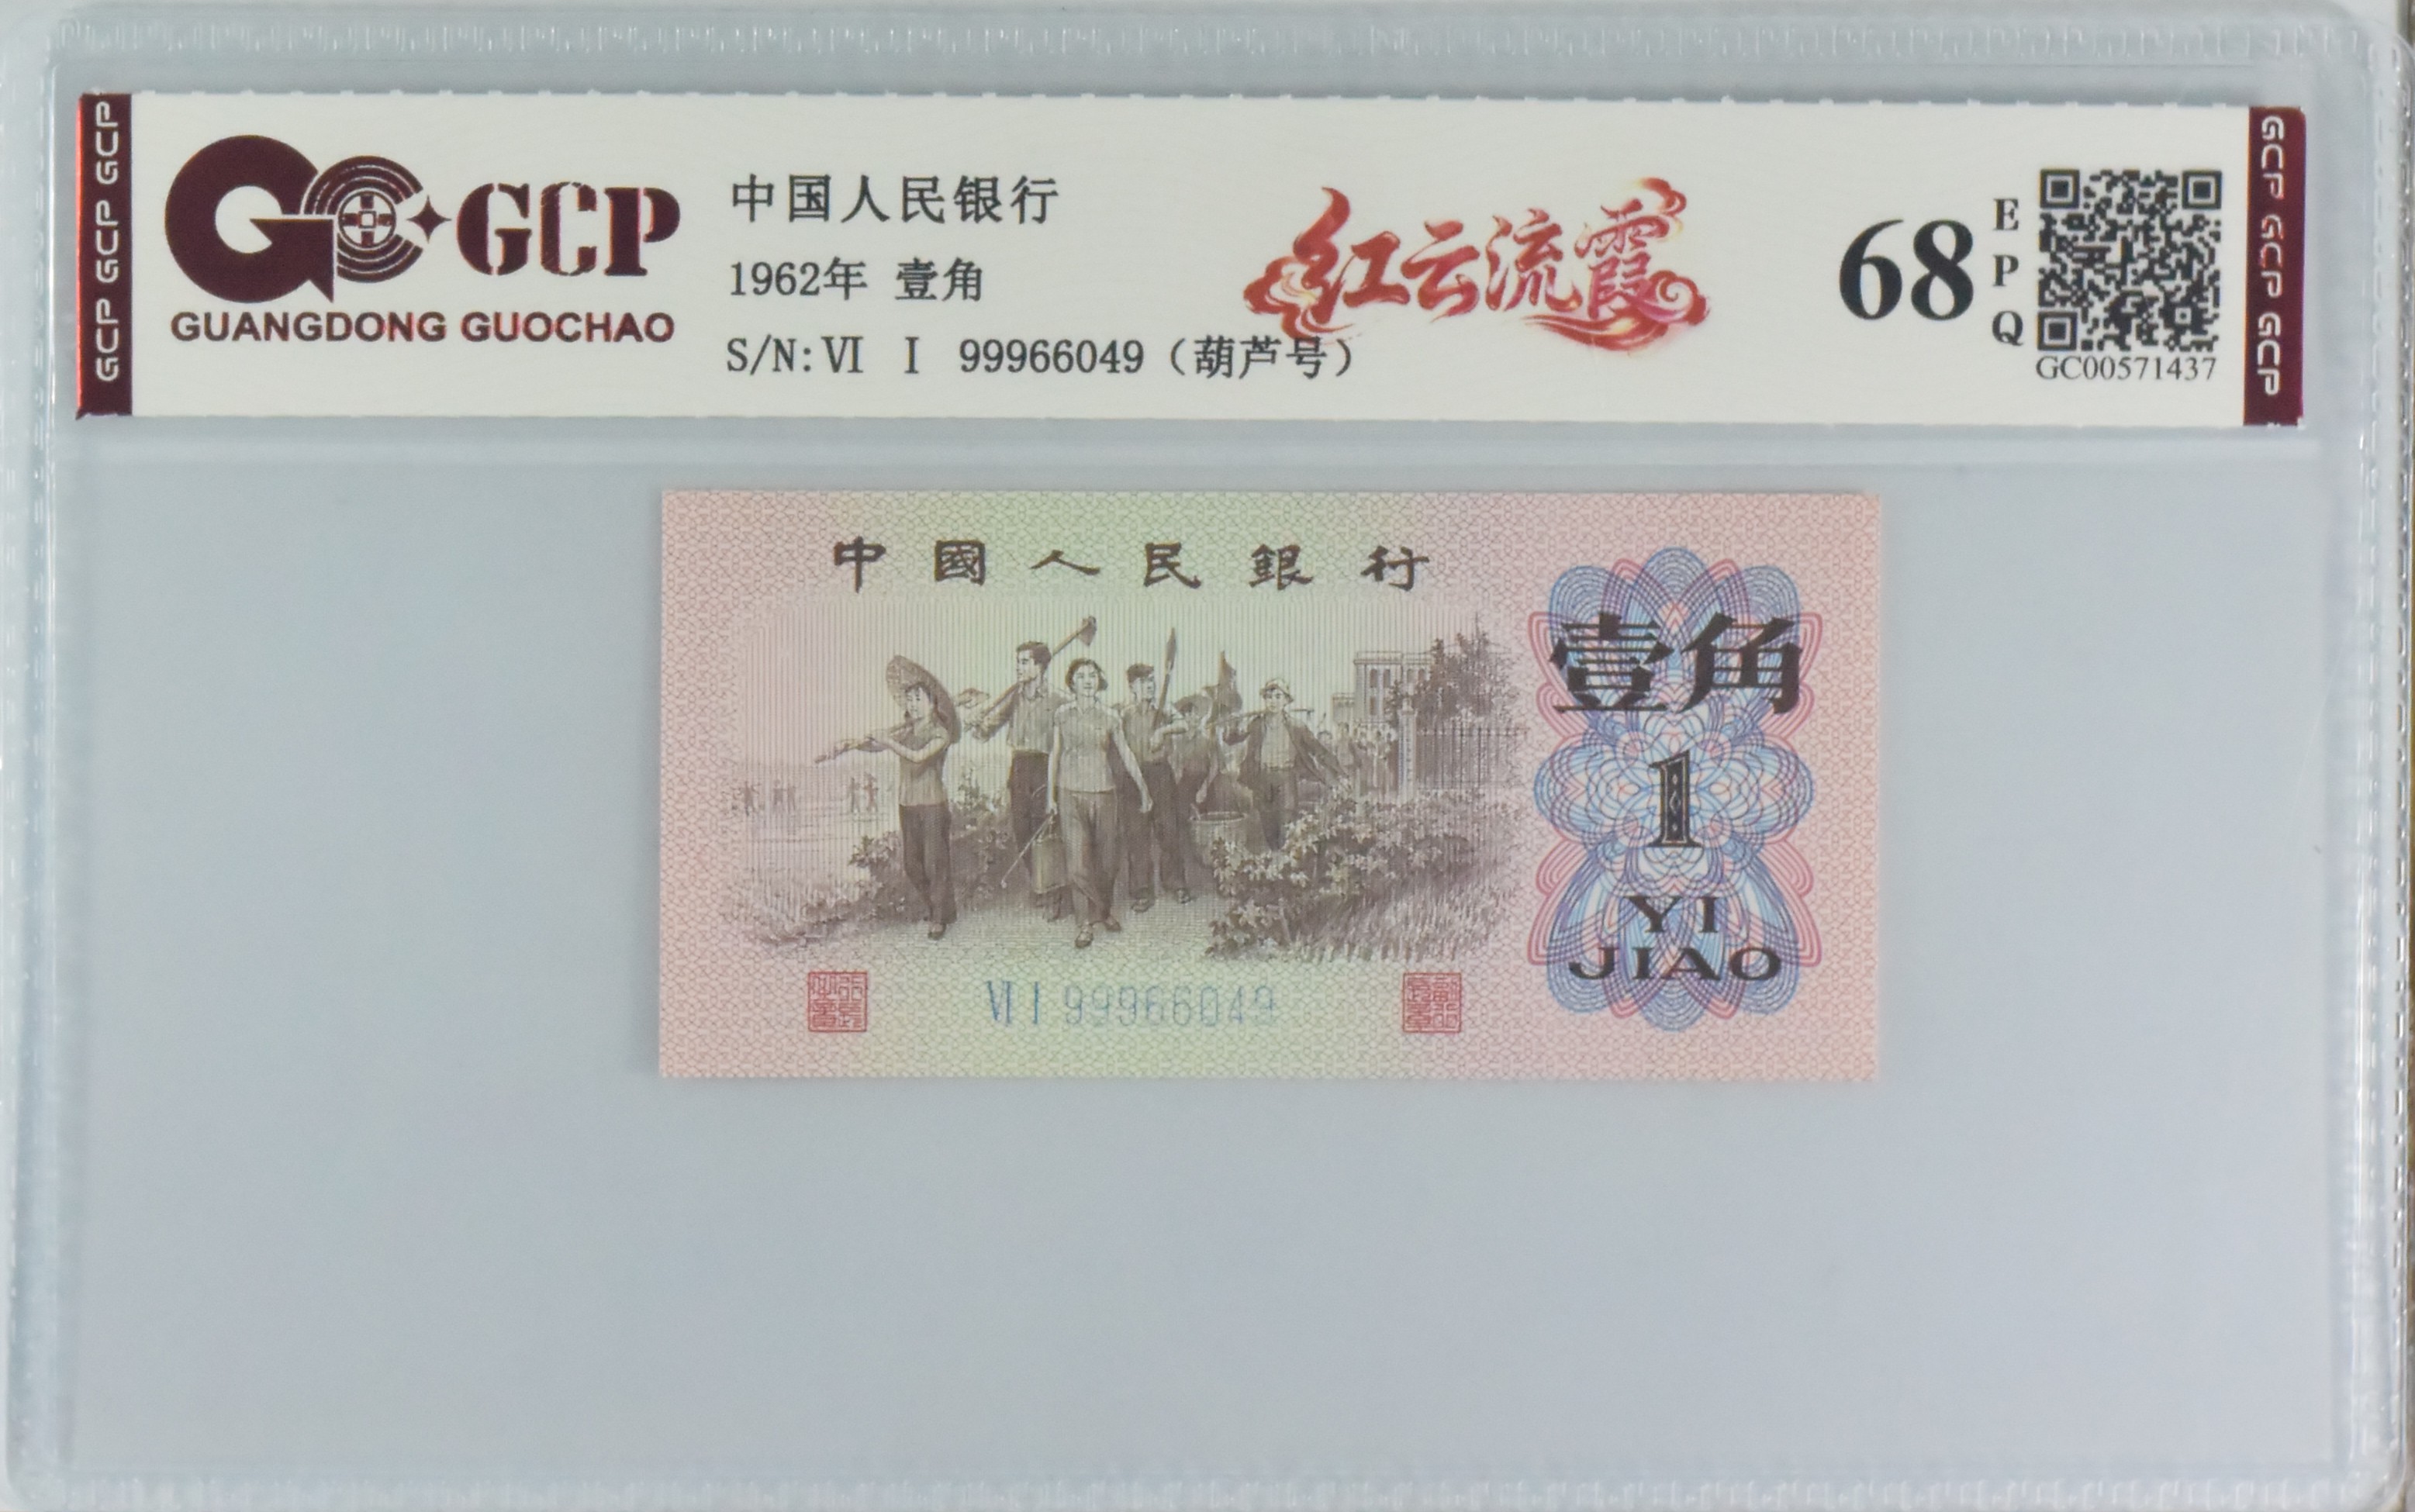 GCP GCP GCP
GCP
GUANGDONG GUOCHAO
中国人民银行
1962年 壹角
S/N: VI I 99966049（葫芦号）
红云流霞
68
EPQ
GC00571437
GCP GCP GCP
中國人民銀行
壹角
1
YI
JIAO
VI I 99966049